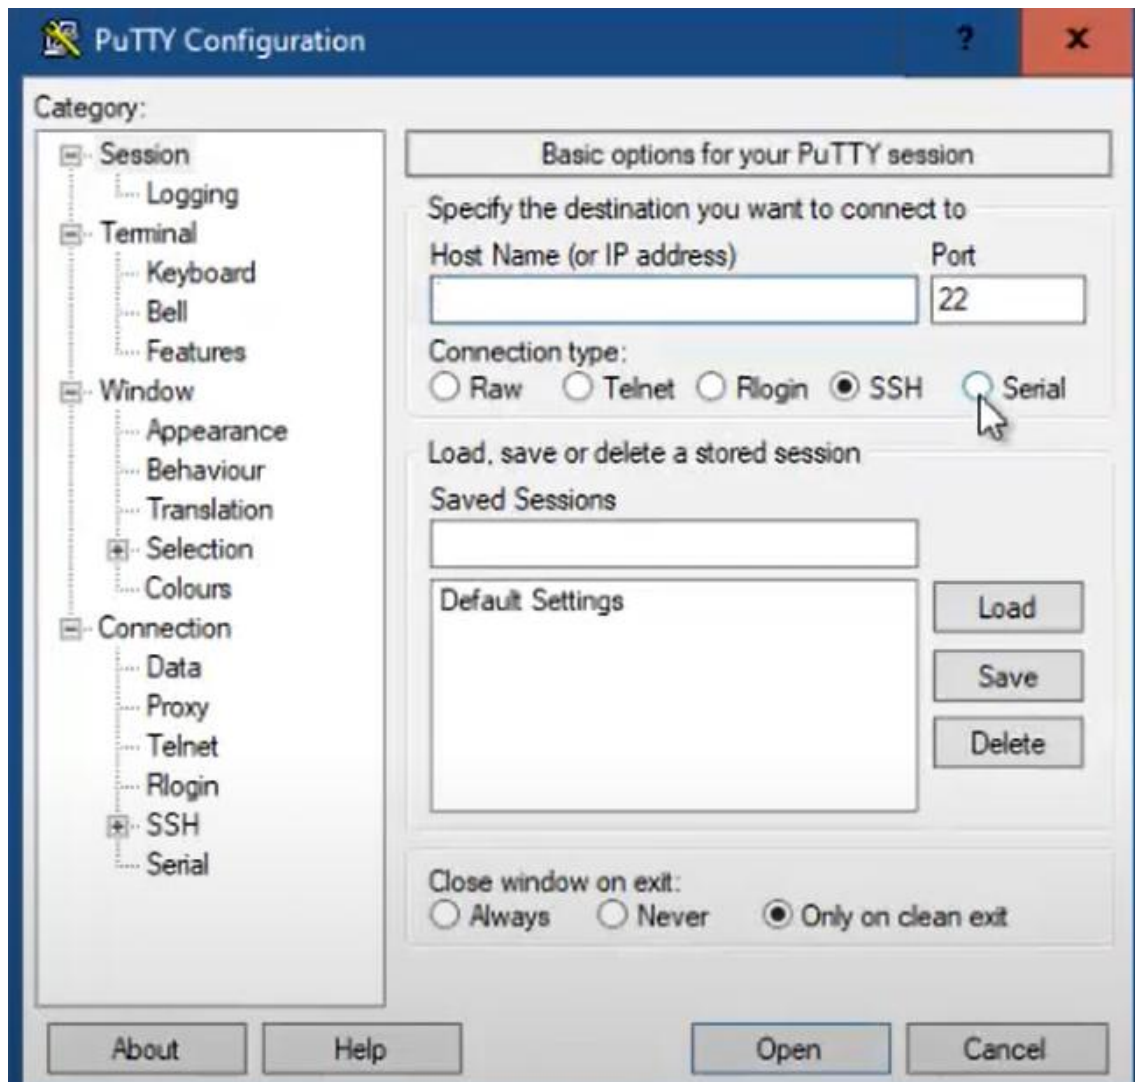 PuTTY Configuration
?
X
Category:
Session
Logging
Terminal
Keyboard
Bell
Features
Window
Appearance
Behaviour
Translation
Selection
Colours
Connection
Data
Proxy
Telnet
Rlogin
SSH
Serial
Basic options for your PuTTY session
Specify the destination you want to connect to
Host Name (or IP address) Port
22
Connection type:
Raw Telnet Rlogin SSH Serial
Load, save or delete a stored session
Saved Sessions
Default Settings
Load
Save
Delete
Close window on exit:
Always Never Only on clean exit
About Help Open Cancel